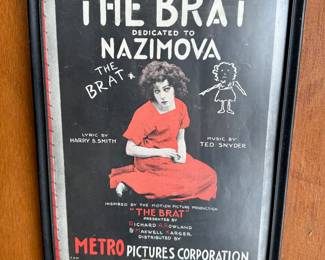 THE BRAT
DEDICATED TO
NAZIMOVA
THE
BRAT
LYRIC BY
HARRY B. SMITH
MUSIC BY
TED SNYDER
INSPIRED BY THE MOTION PICTURE PRODUCTION
"THE BRAT"
PRESENTED BY
RICHARD A. ROWLAND
& MAXWELL KARGER.
DISTRIBUTED BY
METRO PICTURES CORPORATION